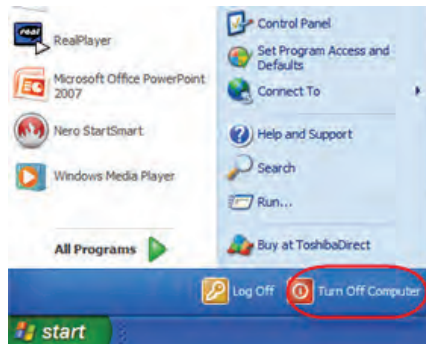 real
RealPlayer
Microsoft Office PowerPoint
2007
Nero StartSmart
Windows Media Player
All Programs
Control Panel
Set Program Access and
Defaults
Connect To
Help and Support
Search
Run...
Buy at ToshibaDirect
Log Off
Turn Off Computer
start